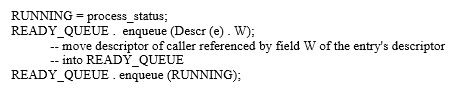 RUNNING = process_status;
READY_QUEUE . enqueue (Descr (e) . W);
-- move descriptor of caller referenced by field W of the entry's descriptor
-- into READY_QUEUE
READY_QUEUE . enqueue (RUNNING);